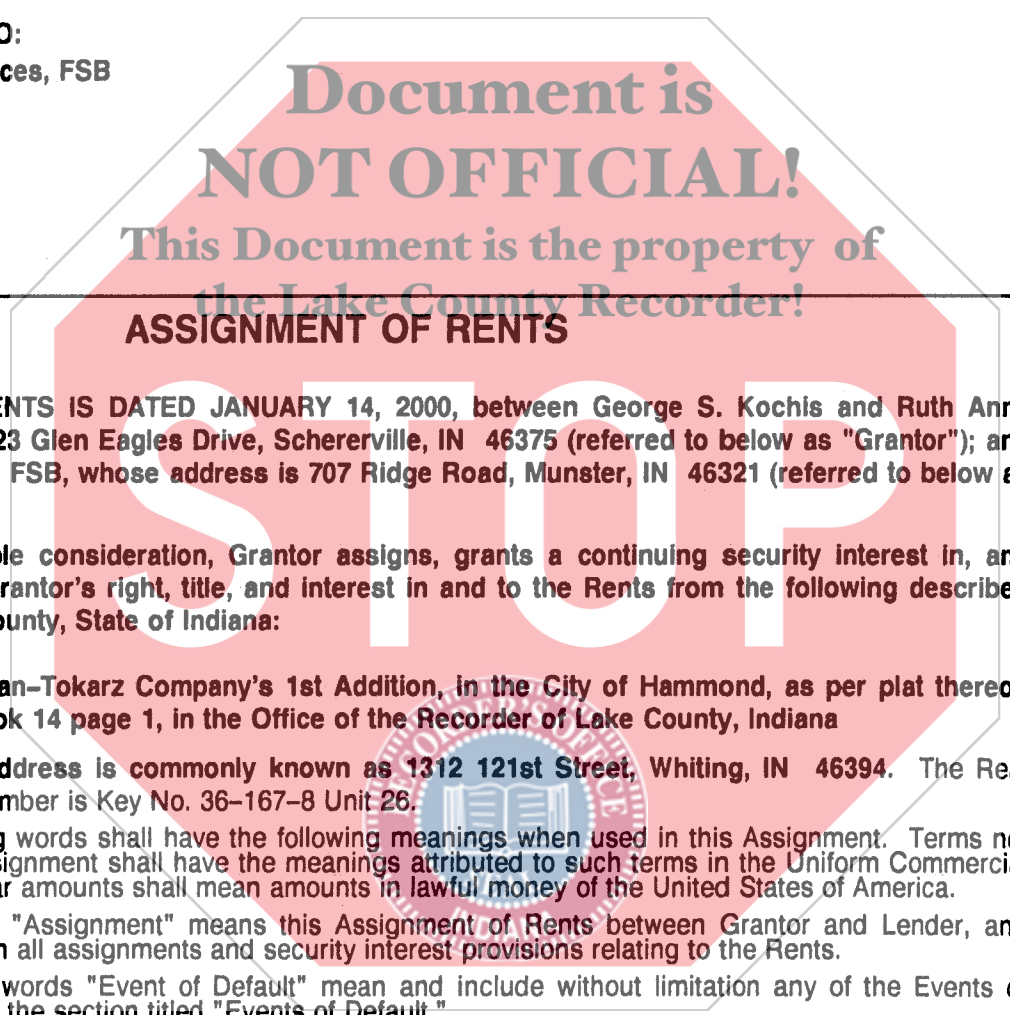 O:
ces, FSB
Document is
NOT OFFICIAL!
This Document is the property of
the Lake County Recorder!
ASSIGNMENT OF RENTS
STOP
ENTS IS DATED JANUARY 14, 2000, between George S. Kochis and Ruth Ann
23 Glen Eagles Drive, Schererville, IN 46375 (referred to below as "Grantor"); an
FSB, whose address is 707 Ridge Road, Munster, IN 46321 (referred to below a
ble consideration, Grantor assigns, grants a continuing security interest in, an
rantor's right, title, and interest in and to the Rents from the following describe
ounty, State of Indiana:
an–Tokarz Company's 1st Addition, in the City of Hammond, as per plat thereo
ok 14 page 1, in the Office of the Recorder of Lake County, Indiana
ddress is commonly known as 1312 121st Street, Whiting, IN 46394. The Rea
mber is Key No. 36–167–8 Unit 26.
g words shall have the following meanings when used in this Assignment. Terms no
signment shall have the meanings attributed to such terms in the Uniform Commercia
ar amounts shall mean amounts in lawful money of the United States of America.
"Assignment" means this Assignment of Rents between Grantor and Lender, an
n all assignments and security interest provisions relating to the Rents.
words "Event of Default" mean and include without limitation any of the Events o
the section titled "Events of Default."
RECORDER'S OFFICE
INDIANA